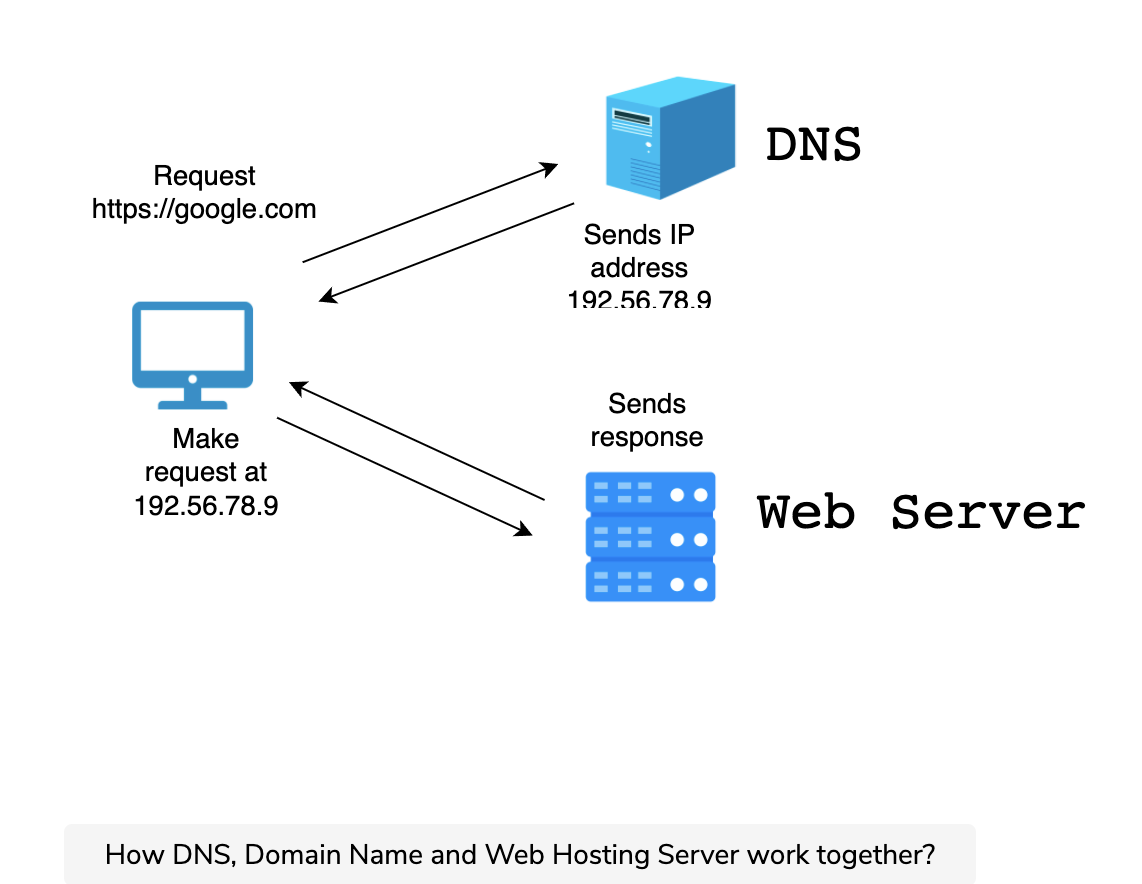 DNS
Request
https://google.com
Sends IP
address
192.56.78.9
Sends
response
Make
request at
192.56.78.9
Web Server
How DNS, Domain Name and Web Hosting Server work together?